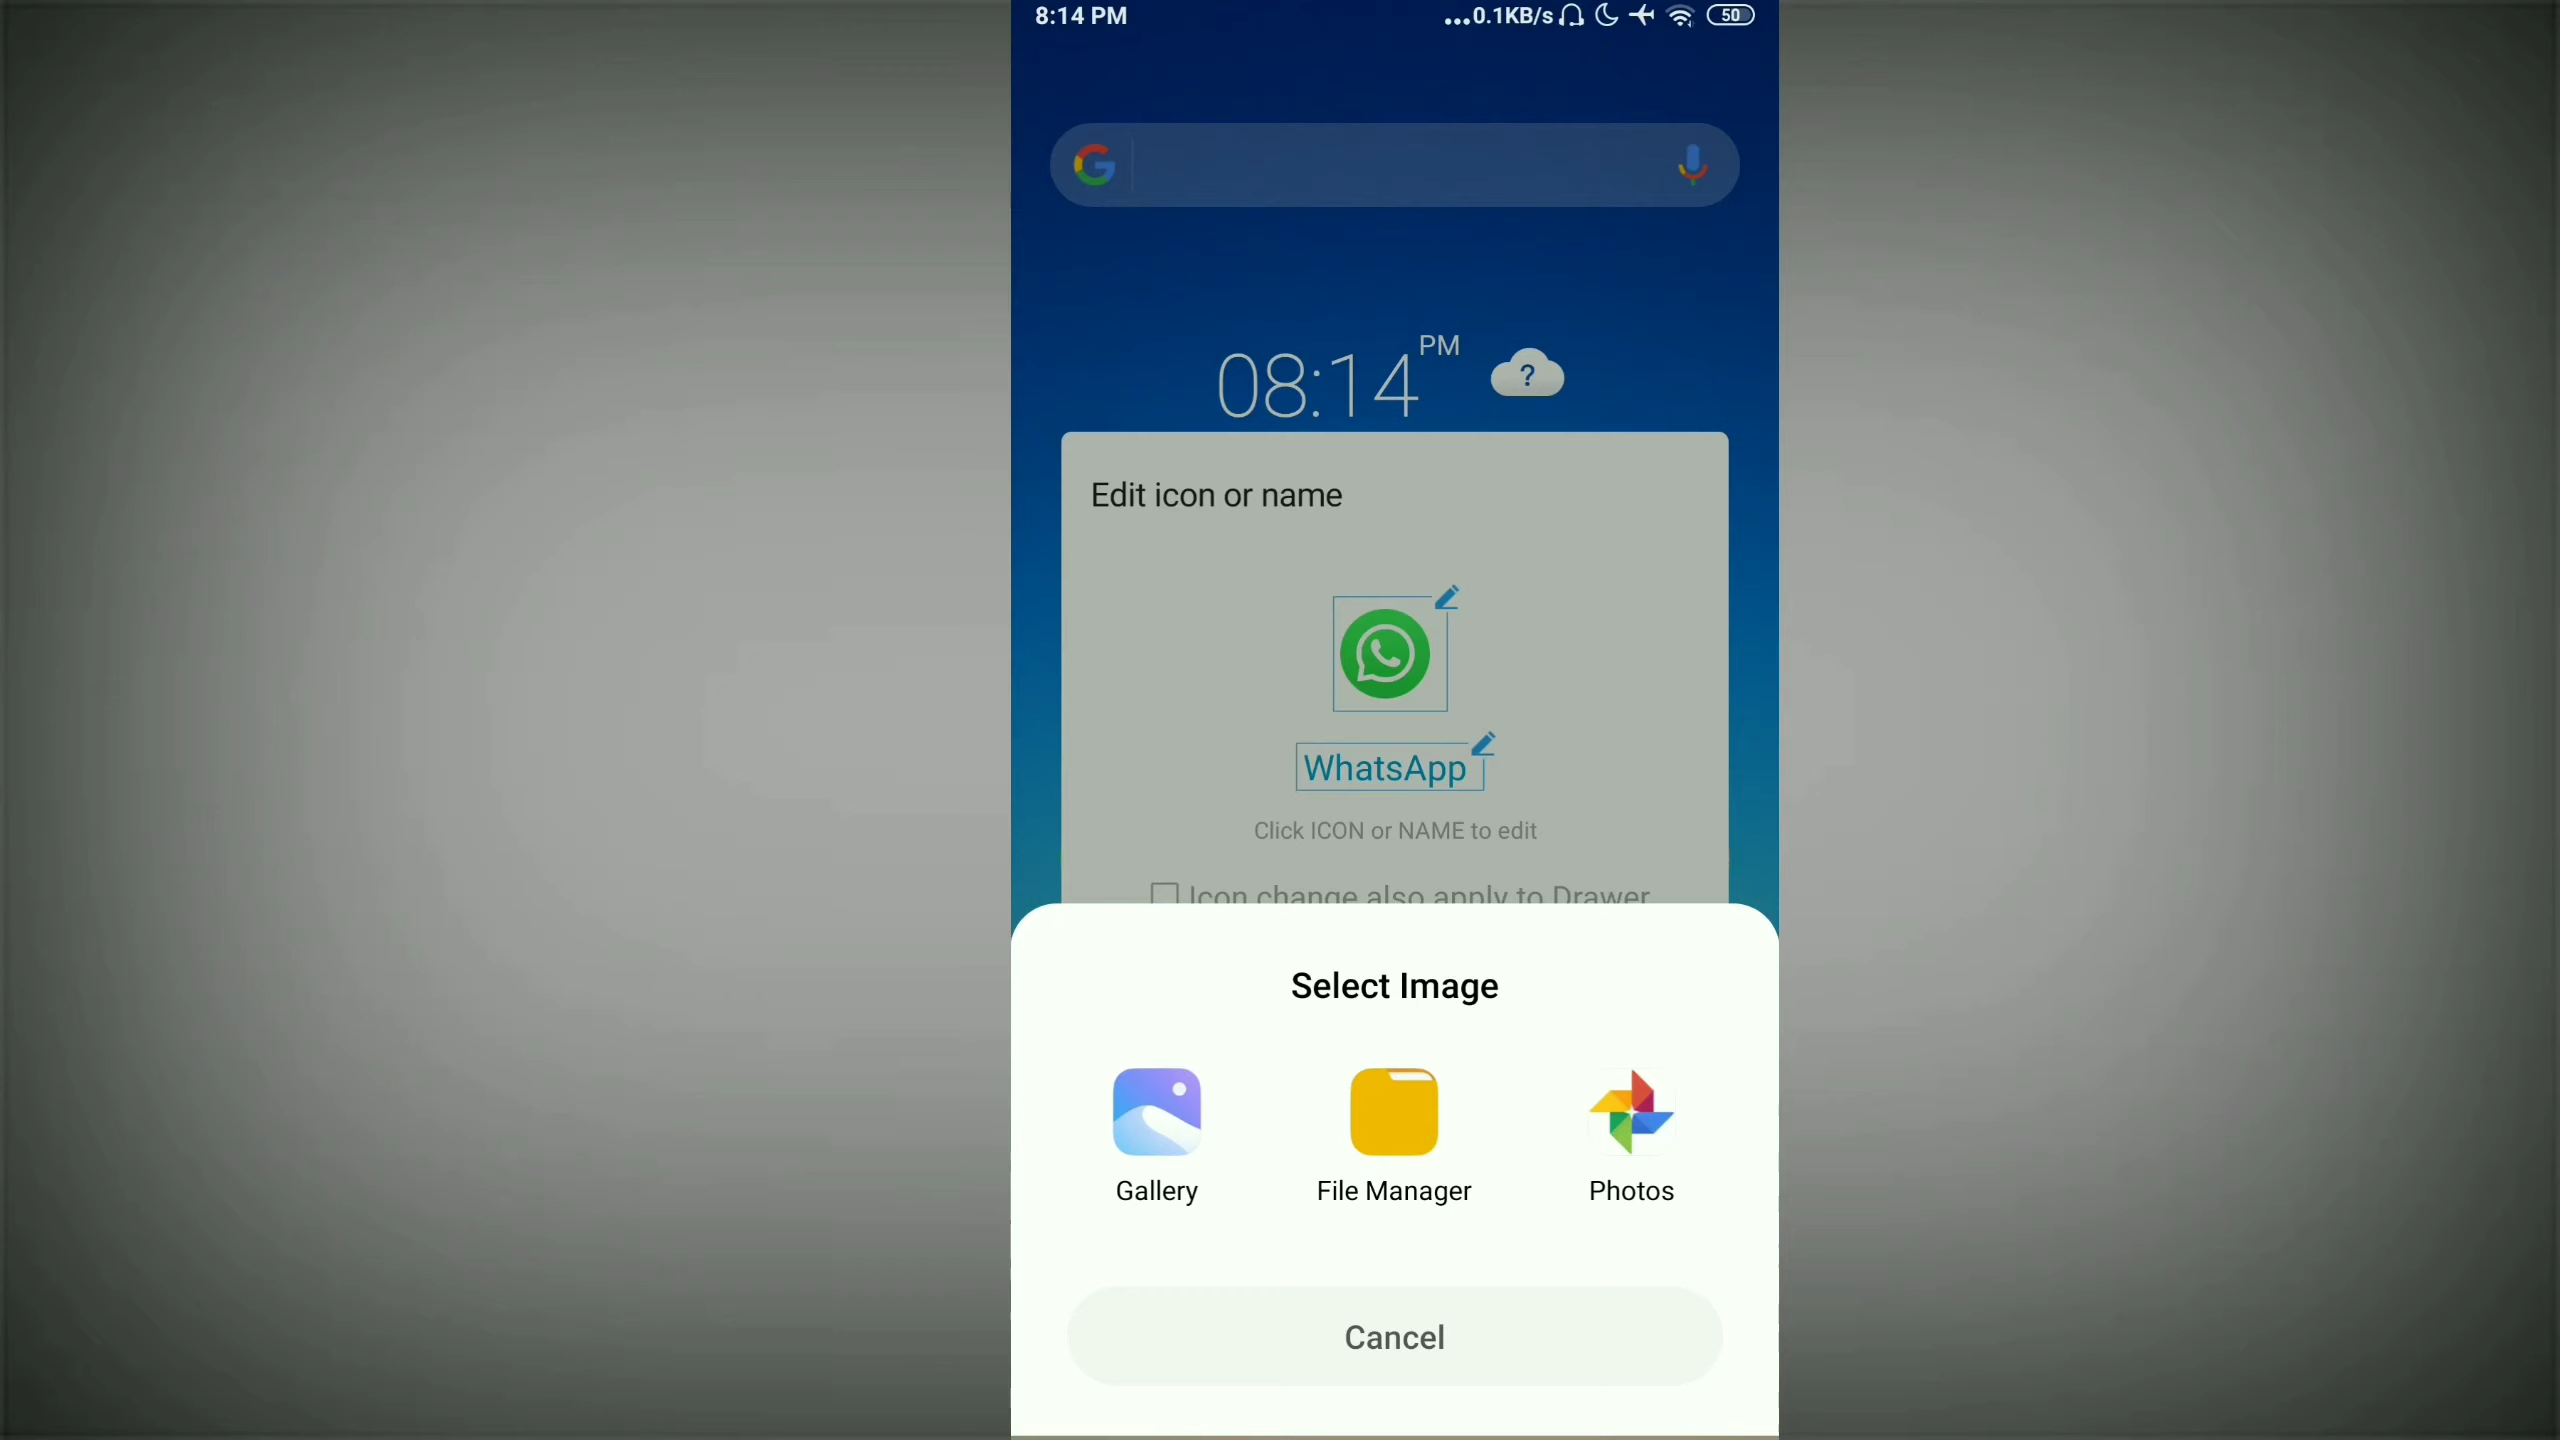 8:14 PM
...0.1KB/s 50
08:14 PM
?
Edit icon or name
WhatsApp
Click ICON or NAME to edit
Icon change also apply to Drawer
Select Image
Gallery
File Manager
Photos
Cancel